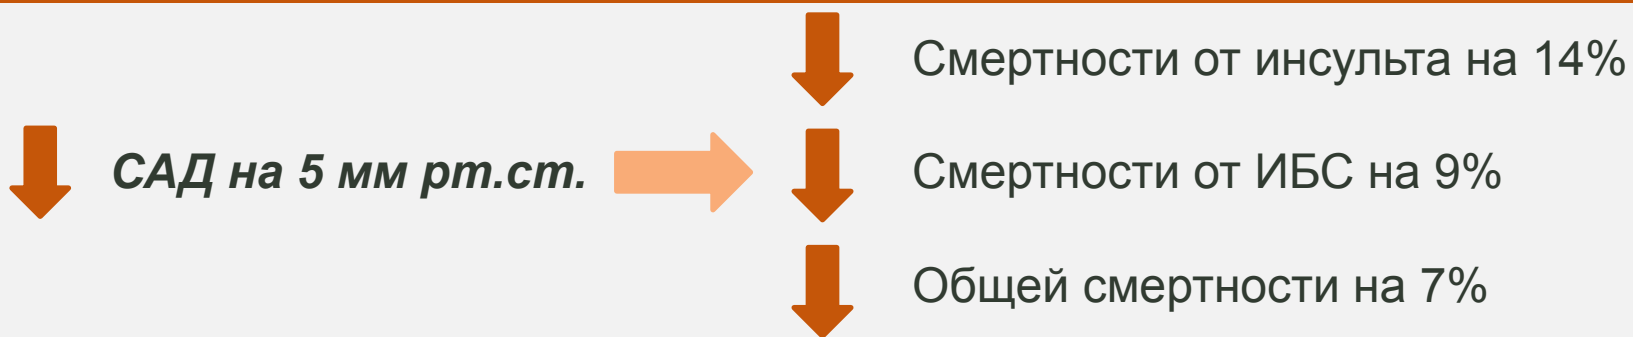 Смертности от инсульта на 14%
САД на 5 мм рт.ст.
Смертности от ИБС на 9%
Общей смертности на 7%